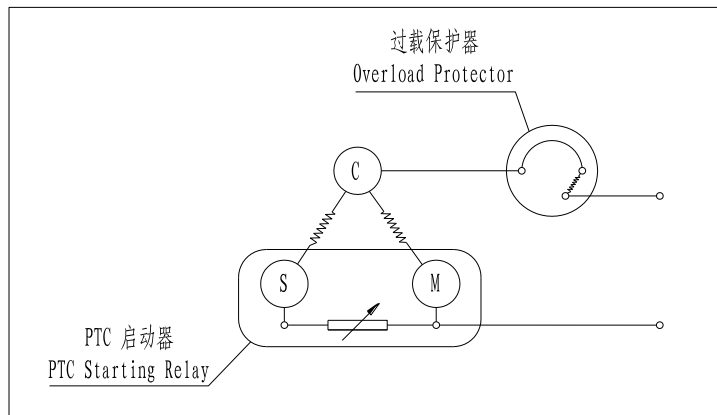 过载保护器
Overload Protector
C
S
M
PTC 启动器
PTC Starting Relay